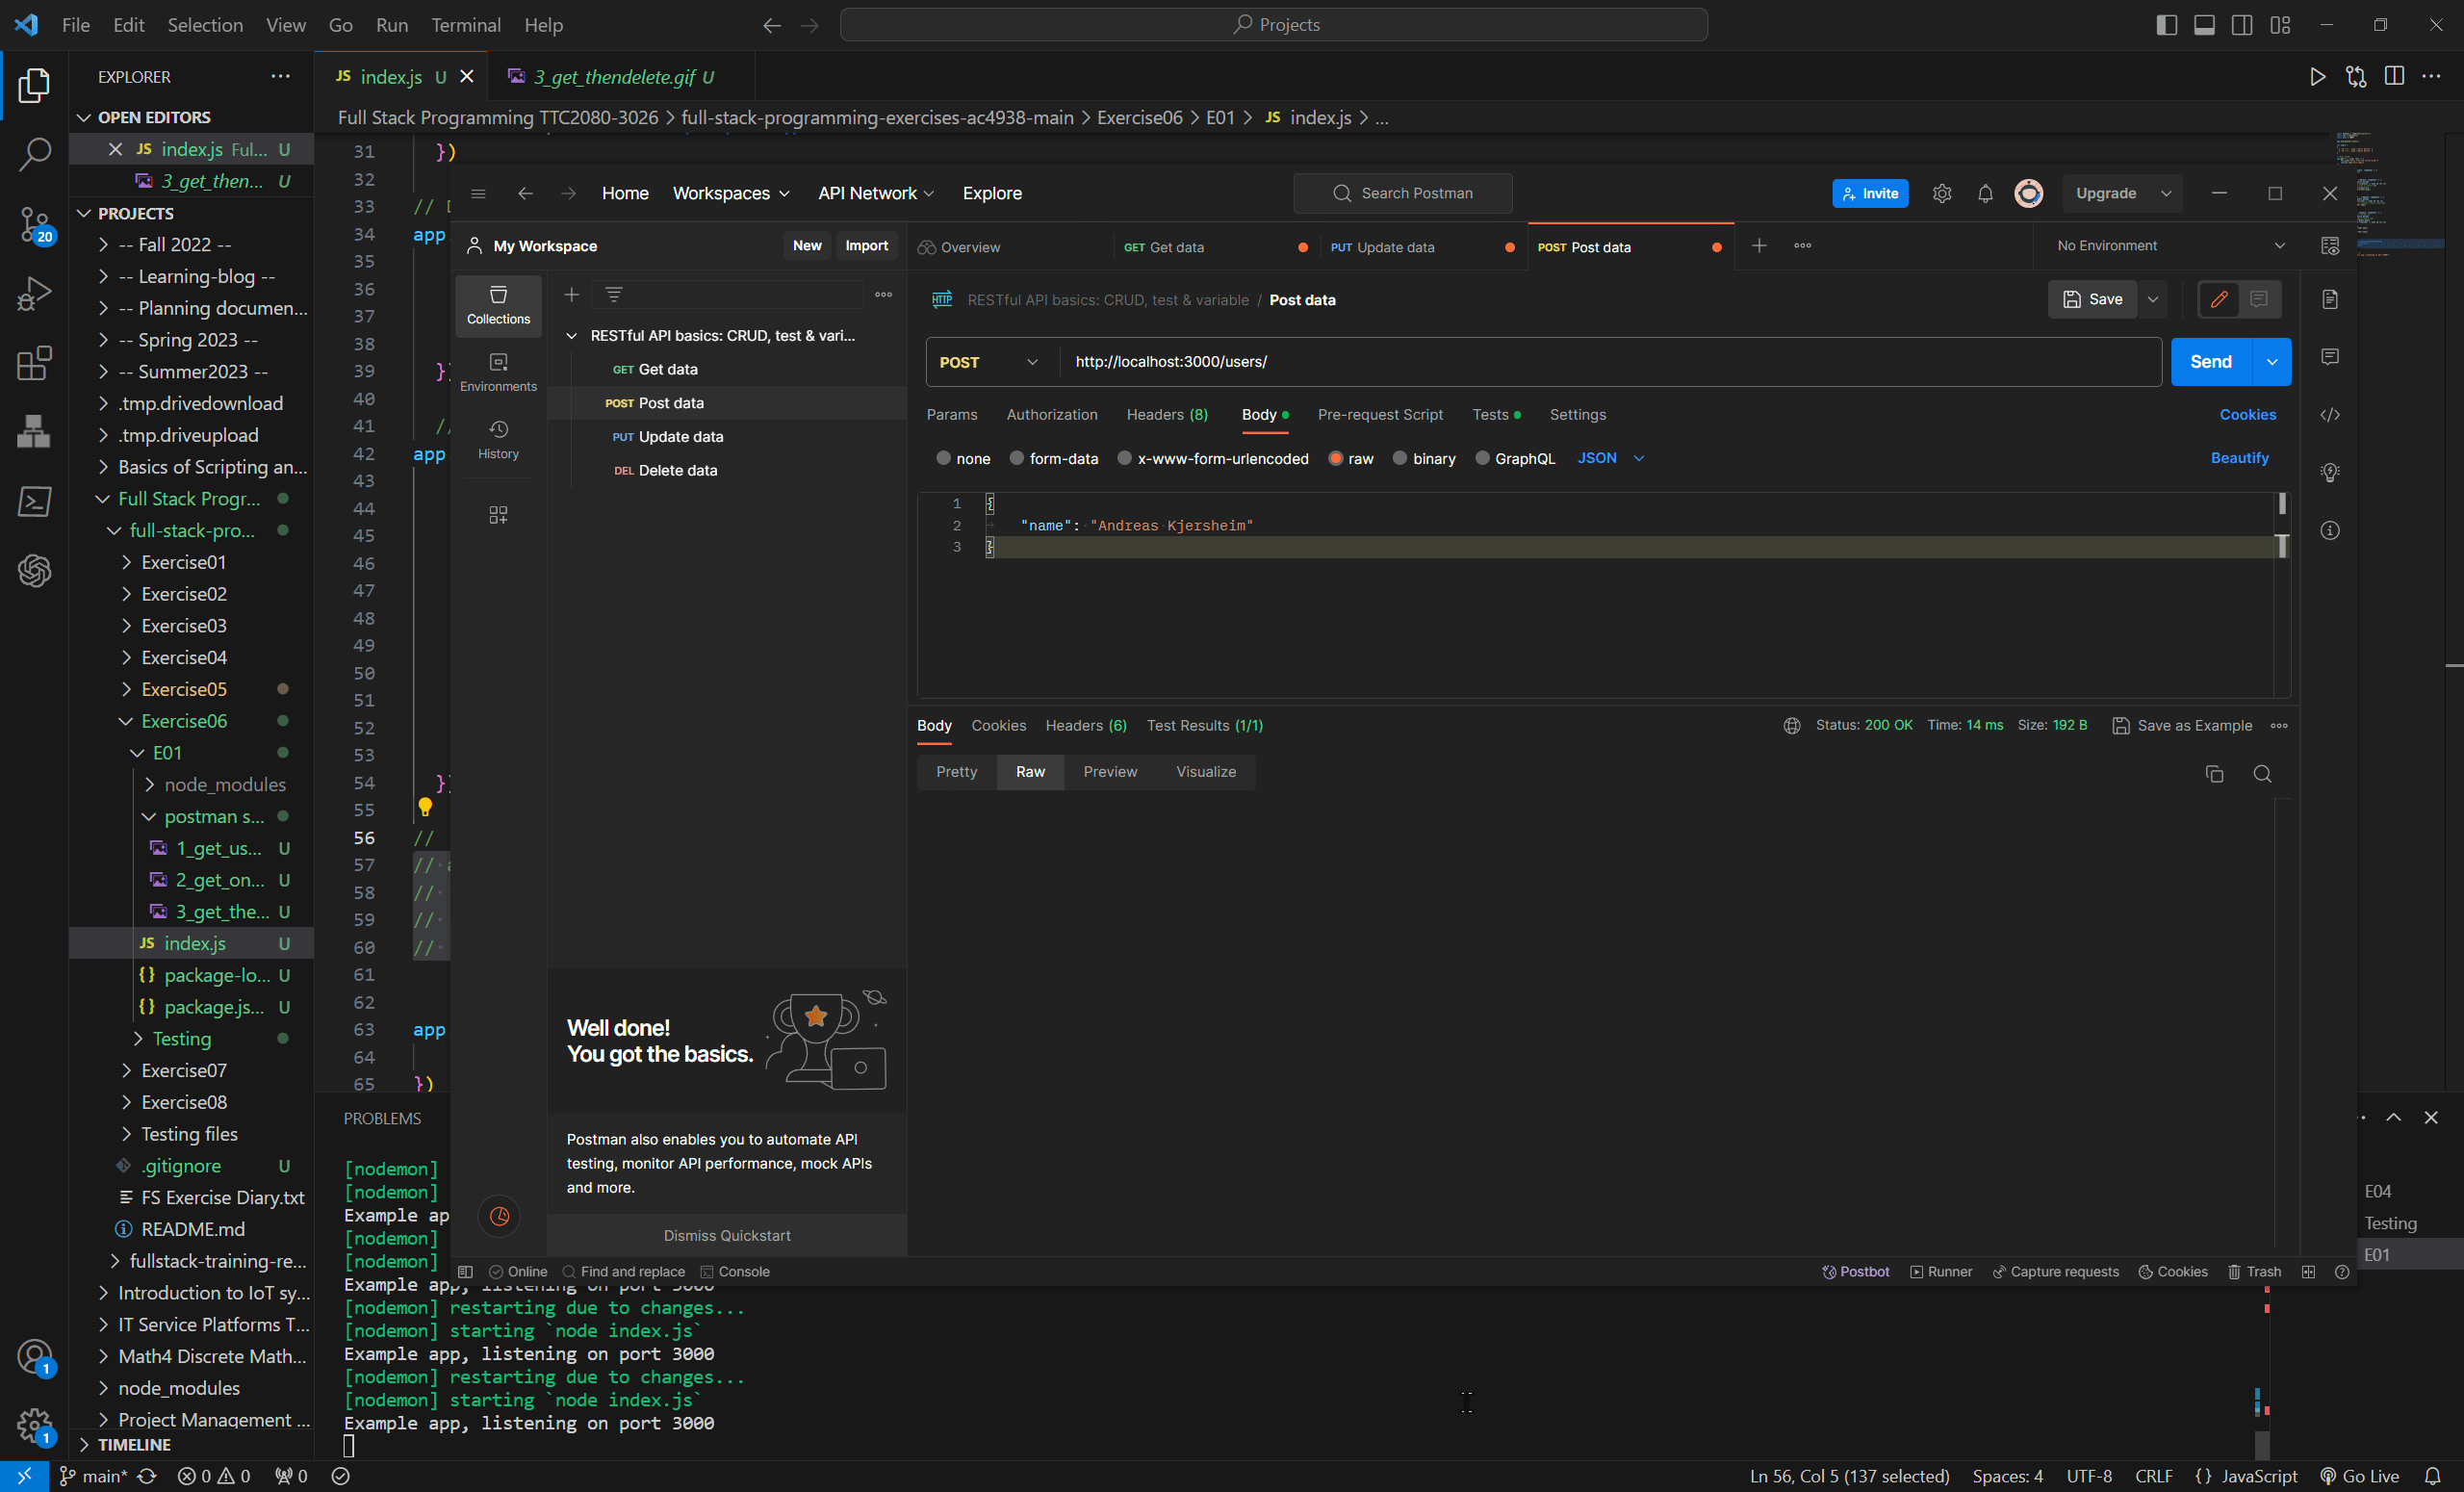 File Edit Selection View Go Run Terminal Help
Projects
EXPLORER
JS index.js U
3_get_thendelete.gif U
OPEN EDITORS
JS index.js Ful... U
3_get_then... U
PROJECTS
-- Fall 2022 --
-- Learning-blog --
-- Planning documen...
-- Spring 2023 --
-- Summer2023 --
.tmp.drivedownload
.tmp.driveupload
Basics of Scripting an...
Full Stack Progr...
full-stack-pro...
Exercise01
Exercise02
Exercise03
Exercise04
Exercise05
Exercise06
E01
node_modules
postman s...
1_get_us... U
2_get_on... U
3_get_the... U
JS index.js U
{} package-lo... U
{} package.js... U
Testing
Exercise07
Exercise08
Testing files
.gitignore U
FS Exercise Diary.txt
README.md
fullstack-training-re...
Introduction to IoT sy...
IT Service Platforms T...
Math4 Discrete Math...
node_modules
Project Management ...
TIMELINE
20
1
1
Full Stack Programming TTC2080-3026 > full-stack-programming-exercises-ac4938-main > Exercise06 > E01 > JS index.js > ...
31 })
32
33 //
34 app
35
36
37
38
39 }
40
41 //
42 app
43
44
45
46
47
48
49
50
51
52
53
54 }
55
56 //
57 //
58 //
59 //
60 //
61
62
63 app
64
65 })
Home Workspaces API Network Explore
Search Postman
Invite
Upgrade
My Workspace
New Import
Overview
GET Get data
PUT Update data
POST Post data
No Environment
Collections
Environments
History
RESTful API basics: CRUD, test & vari...
GET Get data
POST Post data
PUT Update data
DEL Delete data
HTTP RESTful API basics: CRUD, test & variable / Post data
Save
POST http://localhost:3000/users/
Send
Params Authorization Headers (8) Body Pre-request Script Tests Settings
Cookies
none form-data x-www-form-urlencoded raw binary GraphQL JSON
Beautify
1 {
2 "name": "Andreas Kjersheim"
3 }
Body Cookies Headers (6) Test Results (1/1)
Status: 200 OK Time: 14 ms Size: 192 B Save as Example
Pretty Raw Preview Visualize
Well done!
You got the basics.
Postman also enables you to automate API
testing, monitor API performance, mock APIs
and more.
Dismiss Quickstart
Online Find and replace Console
Postbot Runner Capture requests Cookies Trash
PROBLEMS
[nodemon]
[nodemon]
Example ap
[nodemon]
[nodemon]
Example app, listening on port 3000
[nodemon] restarting due to changes...
[nodemon] starting `node index.js`
Example app, listening on port 3000
[nodemon] restarting due to changes...
[nodemon] starting `node index.js`
Example app, listening on port 3000
E04
Testing
E01
main* 0 0 0
Ln 56, Col 5 (137 selected) Spaces: 4 UTF-8 CRLF {} JavaScript Go Live